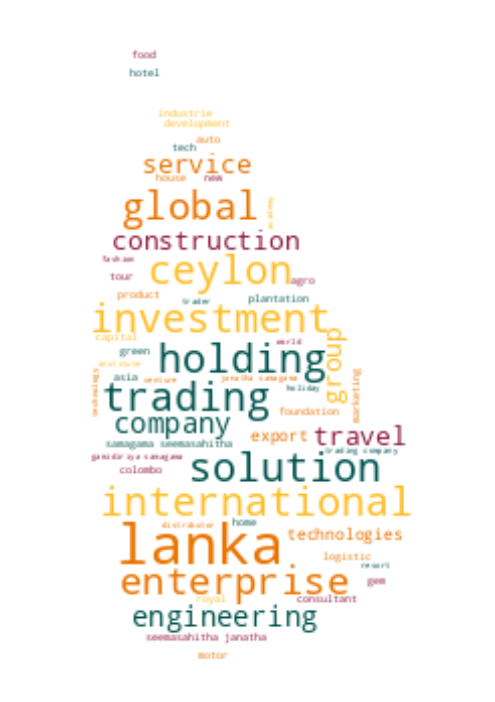 food
hotel
industrie
development
auto
tech
service
house new
global
academy
construction
fashion
ceylon
tour
agro
product
trader
plantation
investment
capital
world
green
holding
group
institute
asia
venture
janatha samagama
holiday
technology
trading
marketing
foundation
company
export
travel
samagama seemasahitha
trading company
gamidiriya samagama
colombo
solution
international
distributor
home
lanka
technologies
logistic
resort
enterprise
gem
royal
consultant
engineering
seemasahitha janatha
motor